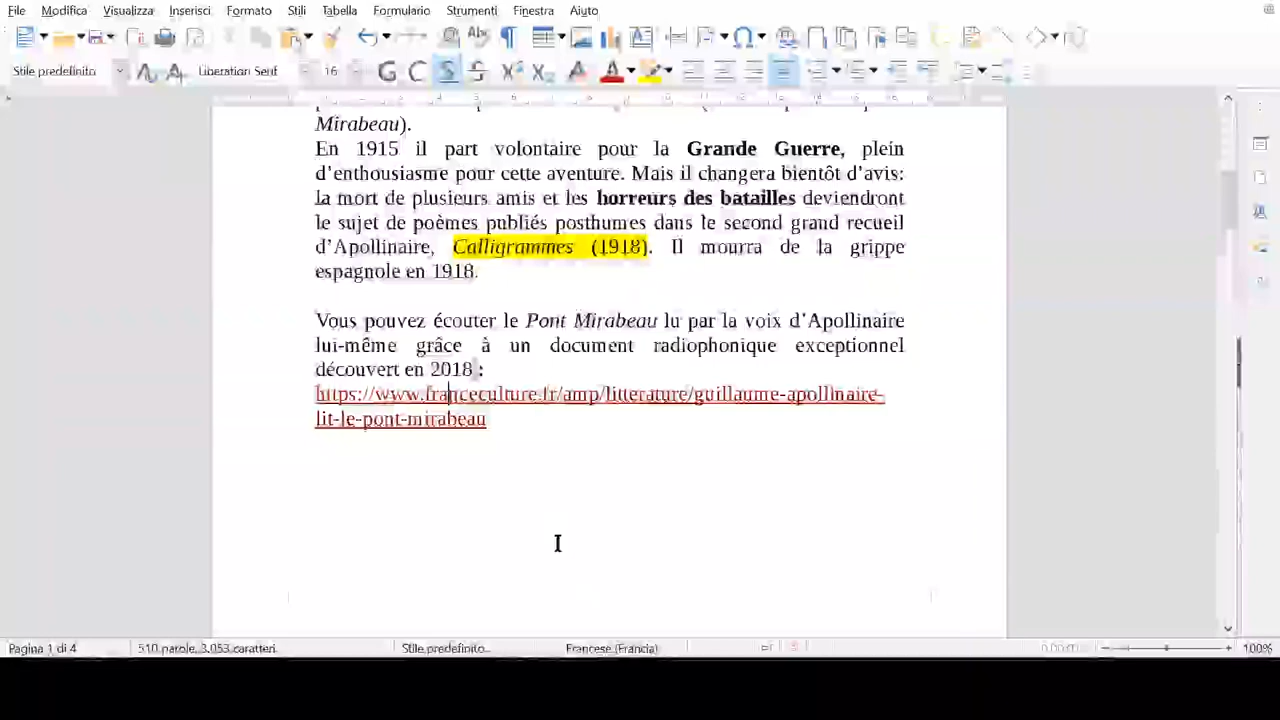 File Modifica Visualizza Inserisci Formato Stili Tabella Formulario Strumenti Finestra Aiuto
Stile predefinit Liberation Serif 16 G C S
Mirabeau).
En 1915 il part volontaire pour la Grande Guerre, plein
d’enthousiasme pour cette aventure. Mais il changera bientôt d’avis:
la mort de plusieurs amis et les horreurs des batailles deviendront
le sujet de poèmes publiés posthumes dans le second grand recueil
d’Apollinaire, Calligrammes (1918). Il mourra de la grippe
espagnole en 1918.
Vous pouvez écouter le Pont Mirabeau lu par la voix d’Apollinaire
lui-même grâce à un document radiophonique exceptionnel
découvert en 2018 :
https://www.franceculture.fr/amp/litterature/guillaume-apollinaire-
lit-le-pont-mirabeau
Pagina 1 di 4 510 parole, 3.053 caratteri Stile predefinito Francese (Francia) 100%